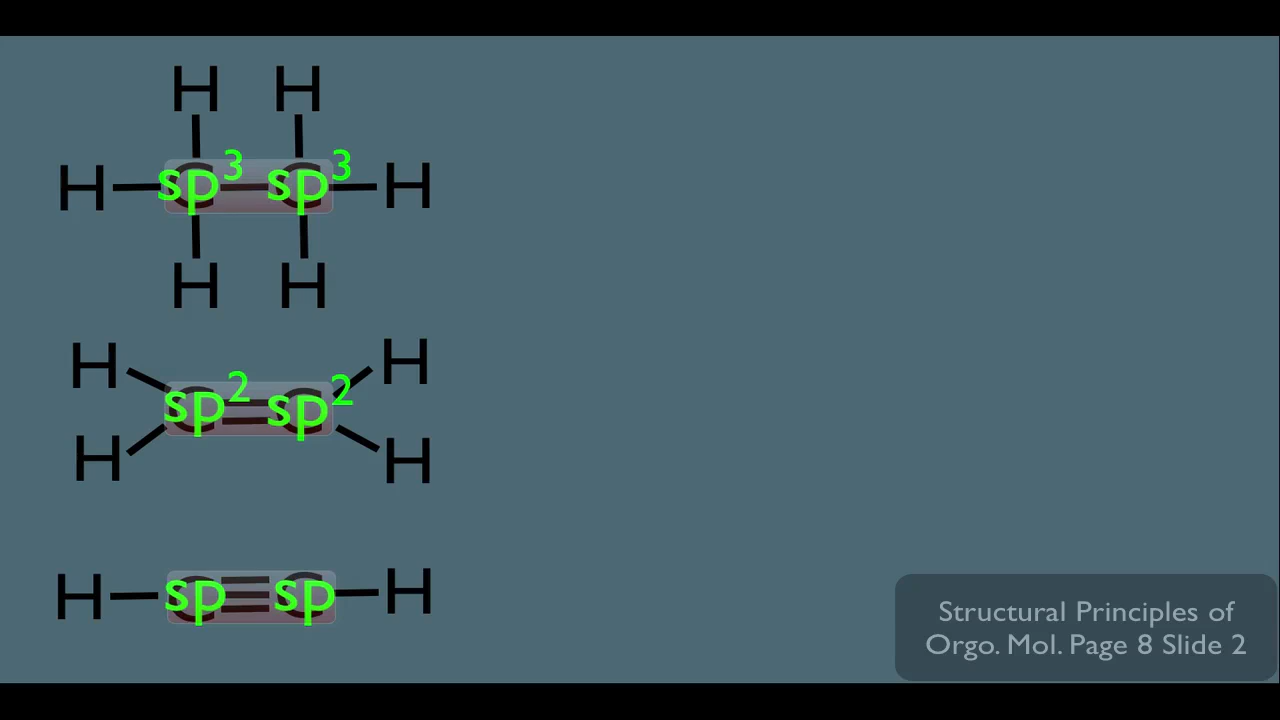 H H
H sp3 sp3 H
H H
H H
sp2 sp2
H H
H sp sp H
Structural Principles of
Orgo. Mol. Page 8 Slide 2